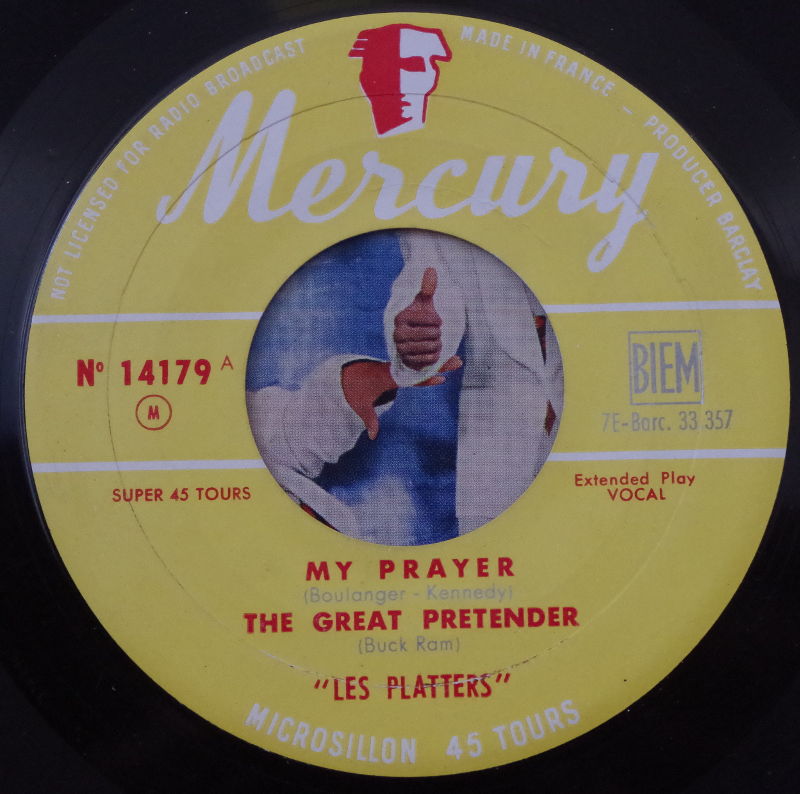 NOT LICENSED FOR RADIO BROADCAST
MADE IN FRANCE - PRODUCER BARCLAY
Mercury
Nº 14179 A
M
BIEM
7E-Barc. 33 357
SUPER 45 TOURS
Extended Play
VOCAL
MY PRAYER
(Boulanger - Kennedy)
THE GREAT PRETENDER
(Buck Ram)
"LES PLATTERS"
MICROSILLON 45 TOURS